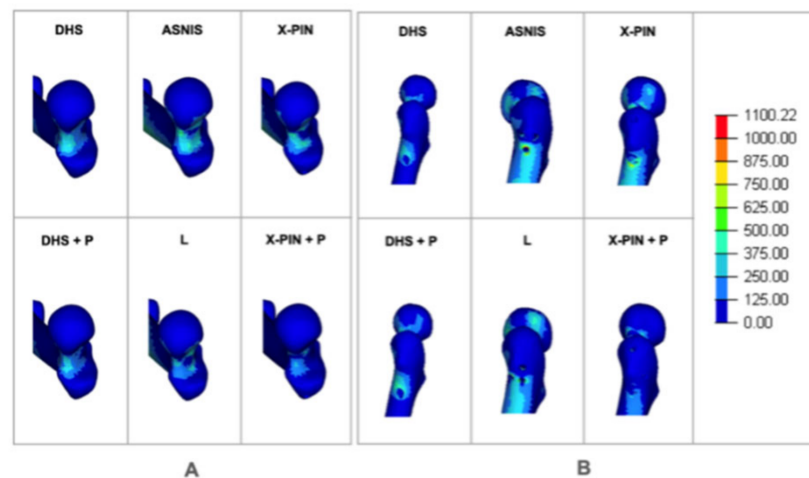 DHS ASNIS X-PIN
DHS + P L X-PIN + P
A
DHS ASNIS X-PIN
DHS + P L X-PIN + P
B
1100.22
1000.00
875.00
750.00
625.00
500.00
375.00
250.00
125.00
0.00